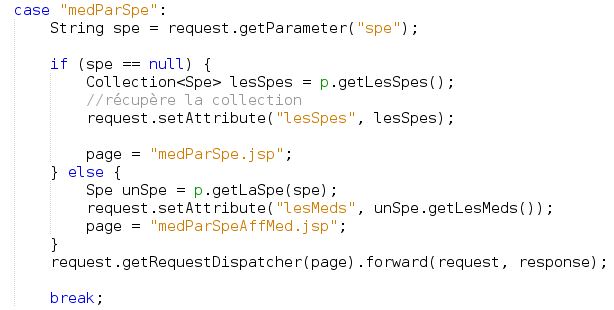 case "medParSpe":
String spe = request.getParameter("spe");
if (spe == null) {
Collection<Spe> lesSpes = p.getLesSpes();
//récupère la collection
request.setAttribute("lesSpes", lesSpes);
page = "medParSpe.jsp";
} else {
Spe unSpe = p.getLaSpe(spe);
request.setAttribute("lesMeds", unSpe.getLesMeds());
page = "medParSpeAffMed.jsp";
}
request.getRequestDispatcher(page).forward(request, response);
break;